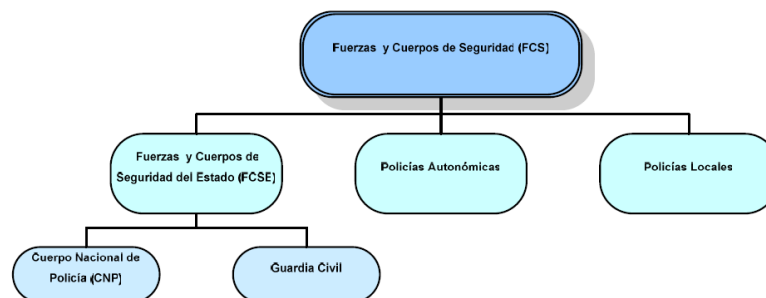 Fuerzas y Cuerpos de Seguridad (FCS)
Fuerzas y Cuerpos de
Seguridad del Estado (FCSE)
Policías Autonómicas
Policías Locales
Cuerpo Nacional de
Policía (CNP)
Guardia Civil